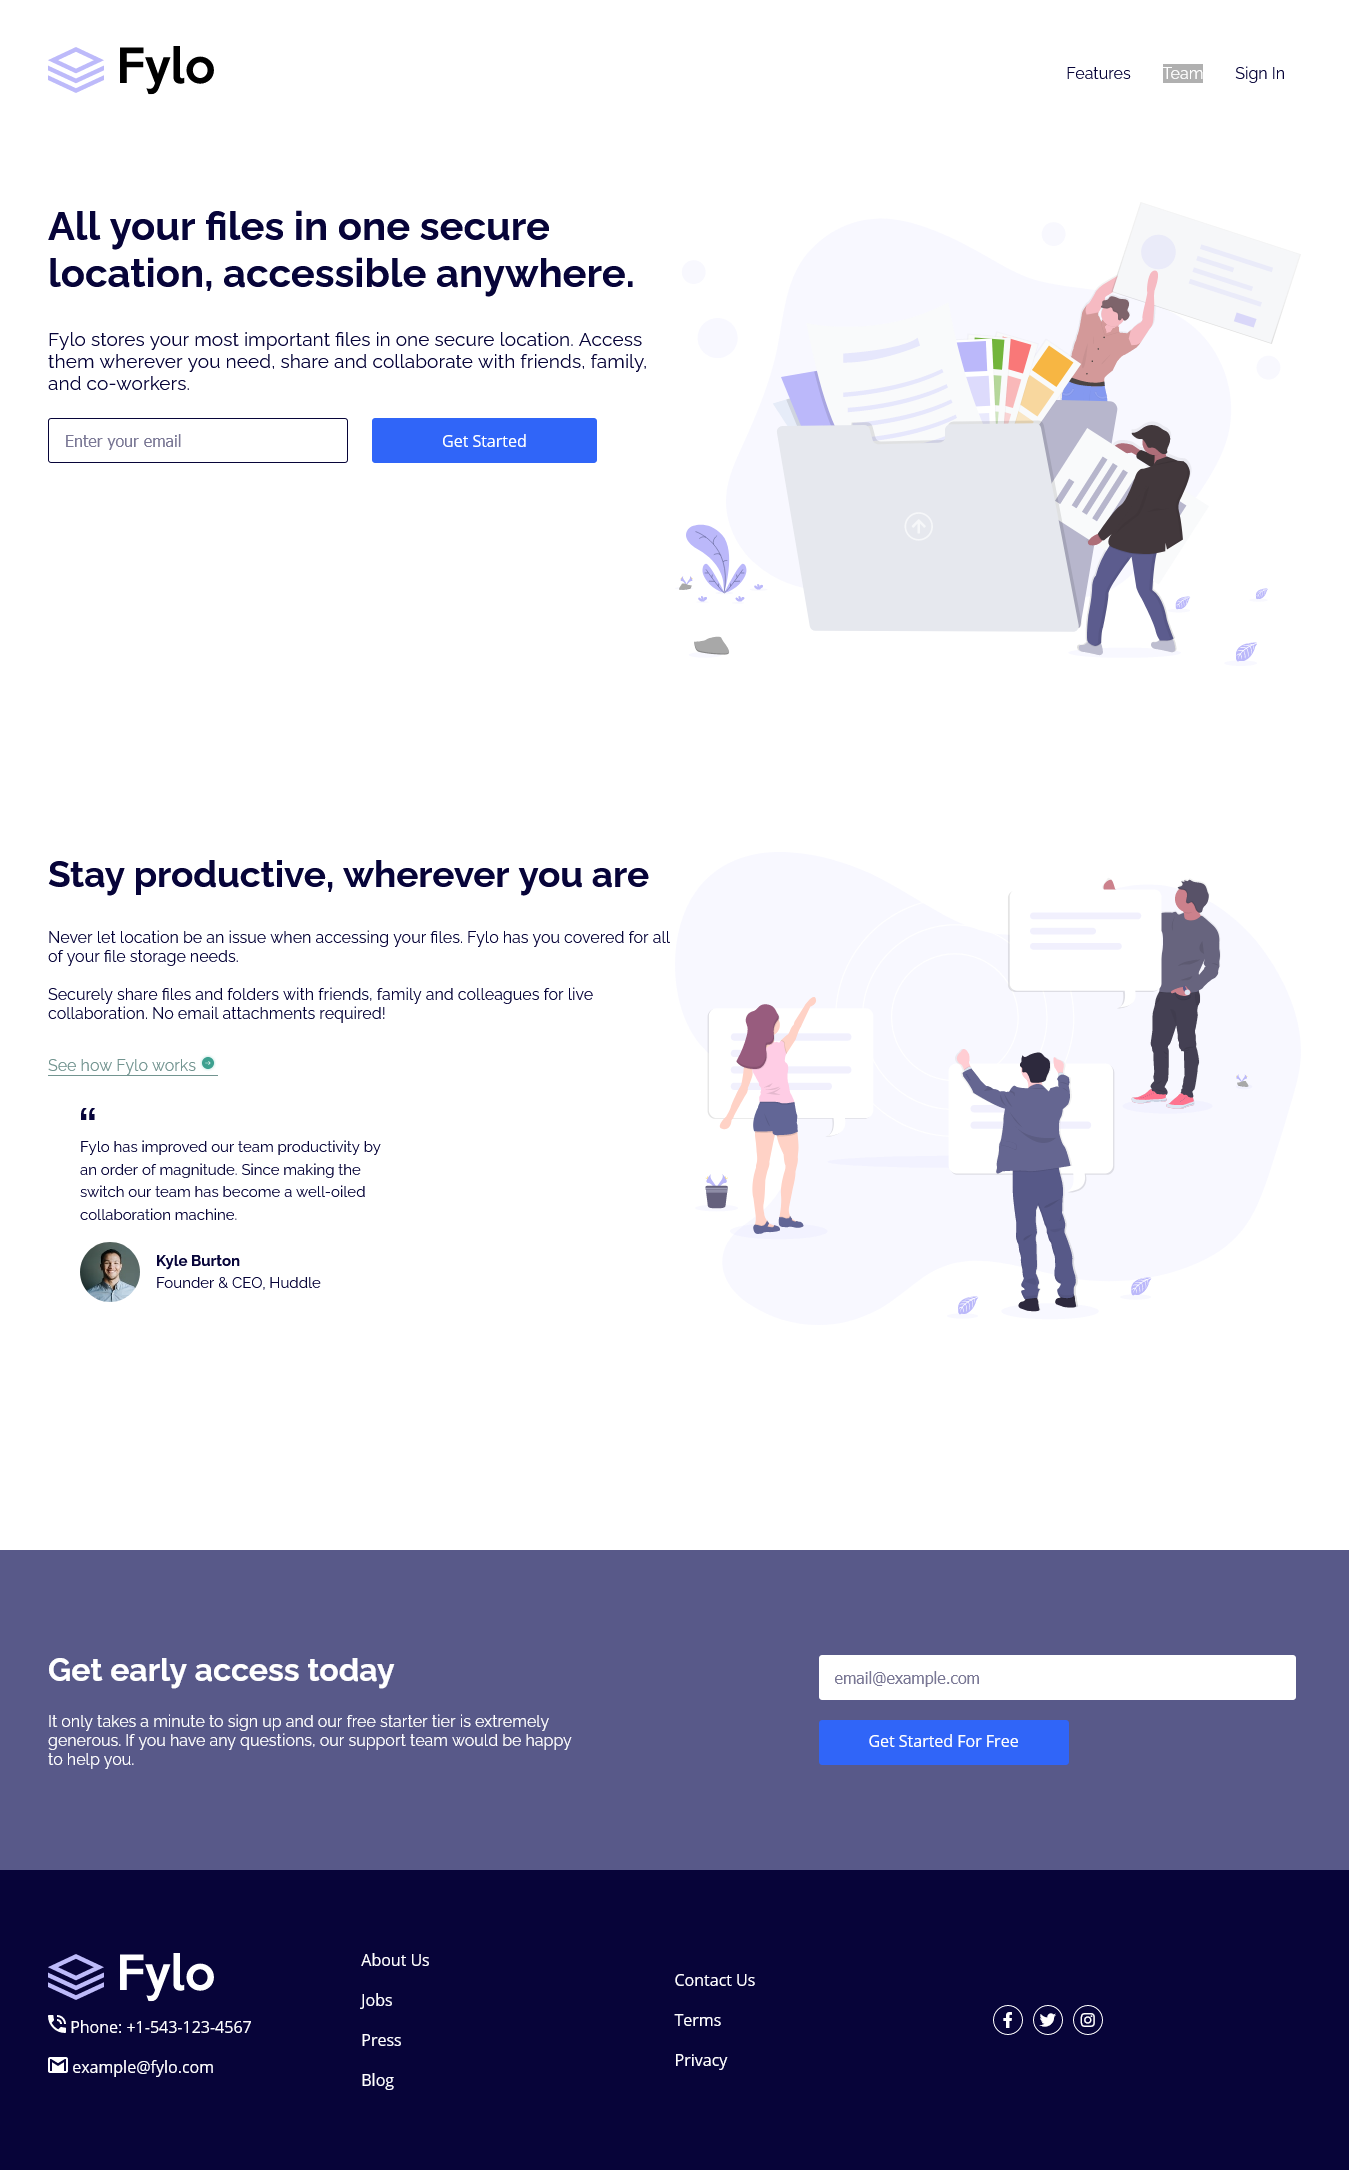 Fylo
Features
Team
Sign In
All your files in one secure
location, accessible anywhere.
Fylo stores your most important files in one secure location. Access
them wherever you need, share and collaborate with friends, family,
and co-workers.
Enter your email
Get Started
Stay productive, wherever you are
Never let location be an issue when accessing your files. Fylo has you covered for all
of your file storage needs.
Securely share files and folders with friends, family and colleagues for live
collaboration. No email attachments required!
See how Fylo works
“
Fylo has improved our team productivity by
an order of magnitude. Since making the
switch our team has become a well-oiled
collaboration machine.
Kyle Burton
Founder & CEO, Huddle
Get early access today
It only takes a minute to sign up and our free starter tier is extremely
generous. If you have any questions, our support team would be happy
to help you.
email@example.com
Get Started For Free
Fylo
Phone: +1-543-123-4567
example@fylo.com
About Us
Jobs
Press
Blog
Contact Us
Terms
Privacy